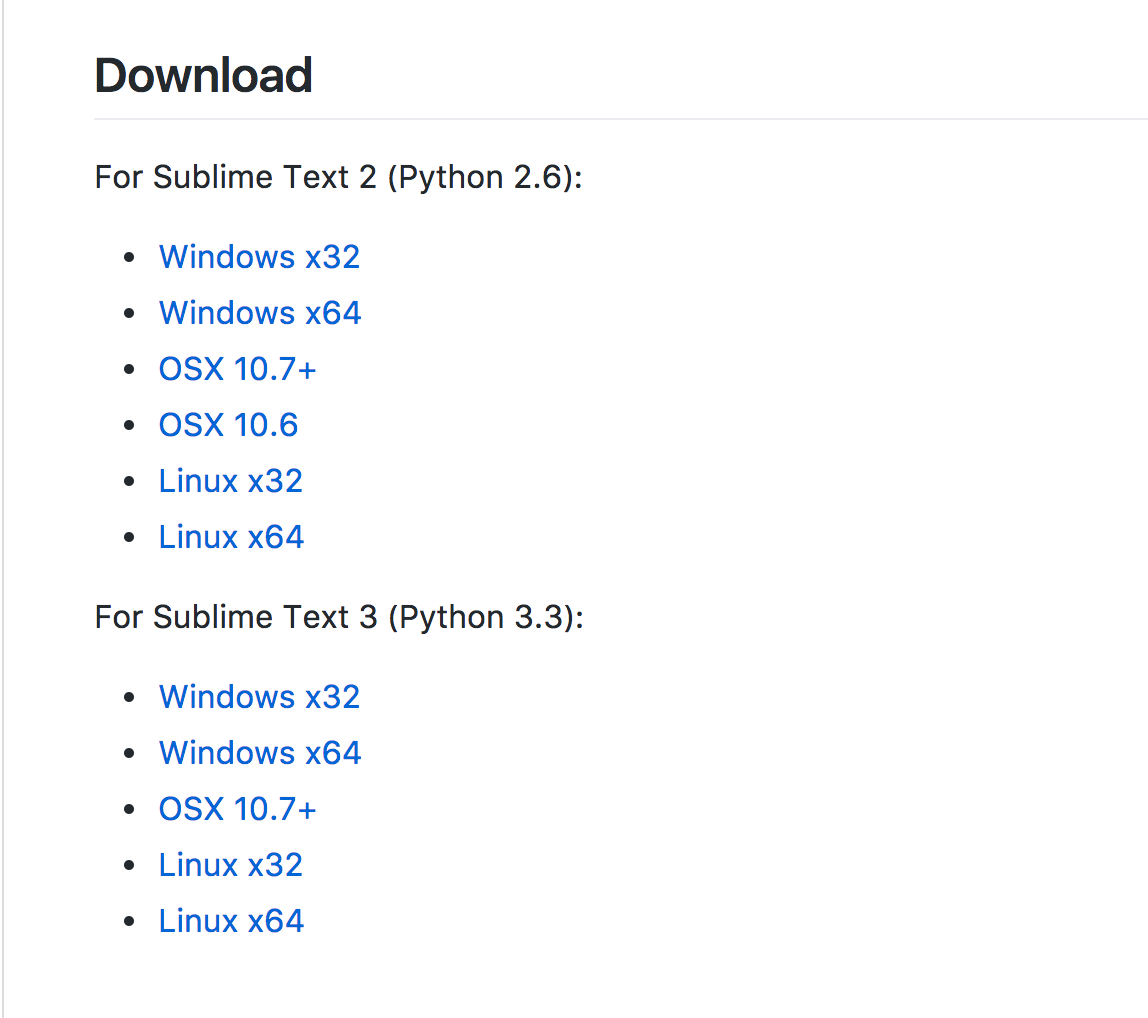 Download
For Sublime Text 2 (Python 2.6):
Windows x32
Windows x64
OSX 10.7+
OSX 10.6
Linux x32
Linux x64
For Sublime Text 3 (Python 3.3):
Windows x32
Windows x64
OSX 10.7+
Linux x32
Linux x64